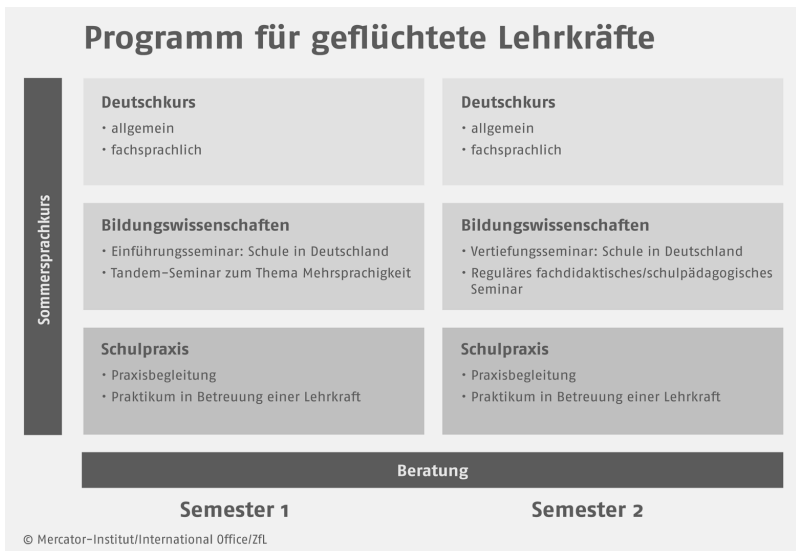 Programm für geflüchtete Lehrkräfte
Sommersprachkurs
Deutschkurs
• allgemein
• fachsprachlich
Deutschkurs
• allgemein
• fachsprachlich
Bildungswissenschaften
• Einführungsseminar: Schule in Deutschland
• Tandem-Seminar zum Thema Mehrsprachigkeit
Bildungswissenschaften
• Vertiefungsseminar: Schule in Deutschland
• Reguläres fachdidaktisches/schulpädagogisches
Seminar
Schulpraxis
• Praxisbegleitung
• Praktikum in Betreuung einer Lehrkraft
Schulpraxis
• Praxisbegleitung
• Praktikum in Betreuung einer Lehrkraft
Beratung
Semester 1
Semester 2
© Mercator-Institut/International Office/ZfL